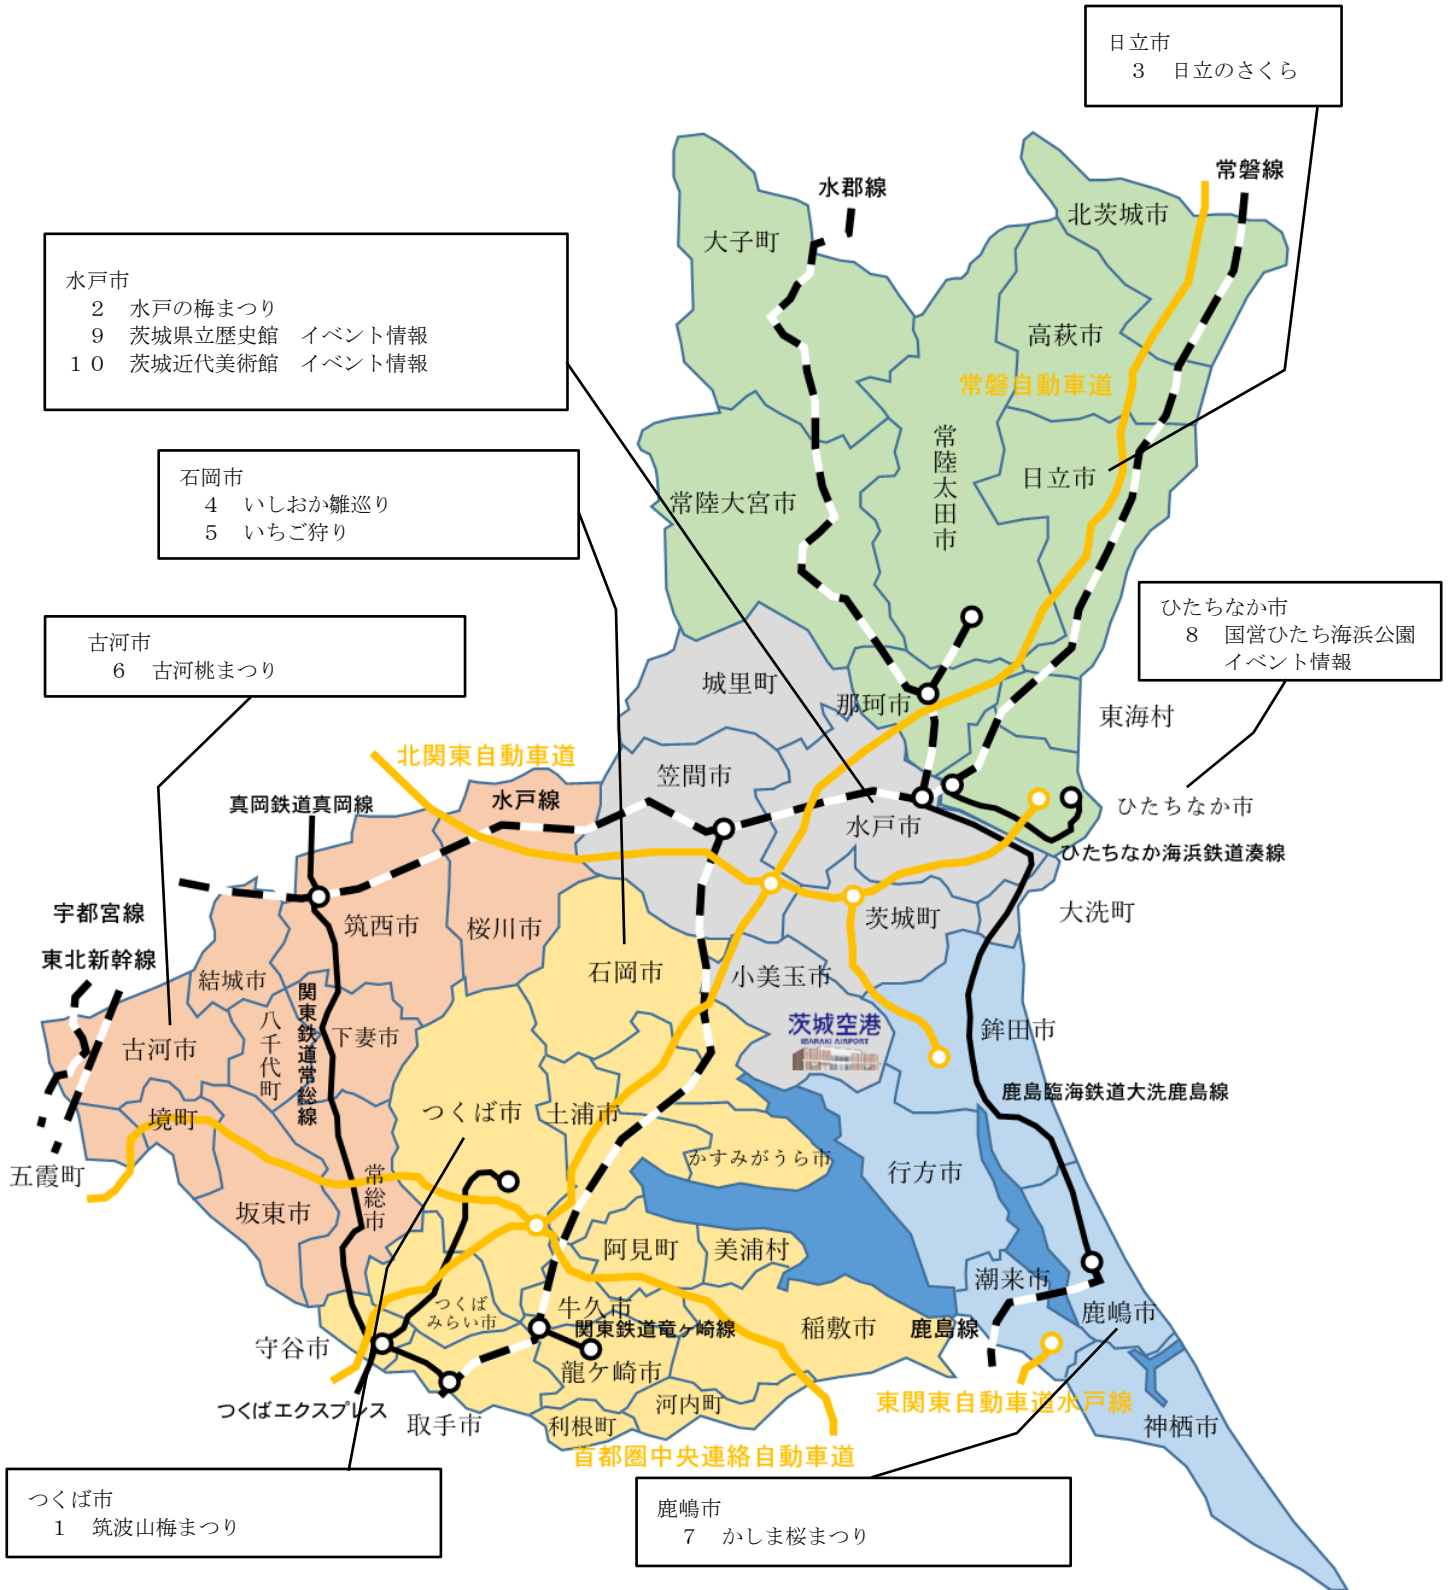 日立市
３　日立のさくら
常磐線
水郡線
北茨城市
大子町
水戸市
２　水戸の梅まつり
９　茨城県立歴史館　イベント情報
１０　茨城近代美術館　イベント情報
高萩市
常磐自動車道
常陸太田市
日立市
常陸大宮市
石岡市
４　いしおか雛巡り
５　いちご狩り
ひたちなか市
８　国営ひたち海浜公園
イベント情報
古河市
６　古河桃まつり
城里町
那珂市
東海村
北関東自動車道
笠間市
水戸線
真岡鉄道真岡線
ひたちなか市
水戸市
ひたちなか海浜鉄道湊線
宇都宮線
筑西市
桜川市
茨城町
大洗町
東北新幹線
結城市
石岡市
小美玉市
関東鉄道常総線
八千代町
下妻市
古河市
茨城空港
IBARAKI AIRPORT
鉾田市
鹿島臨海鉄道大洗鹿島線
境町
つくば市
土浦市
かすみがうら市
五霞町
常総市
行方市
坂東市
阿見町
美浦村
潮来市
つくば
みらい市
牛久市
鹿嶋市
守谷市
関東鉄道竜ヶ崎線
稲敷市
鹿島線
龍ケ崎市
つくばエクスプレス
取手市
河内町
利根町
東関東自動車道水戸線
神栖市
首都圏中央連絡自動車道
つくば市
１　筑波山梅まつり
鹿嶋市
７　かしま桜まつり